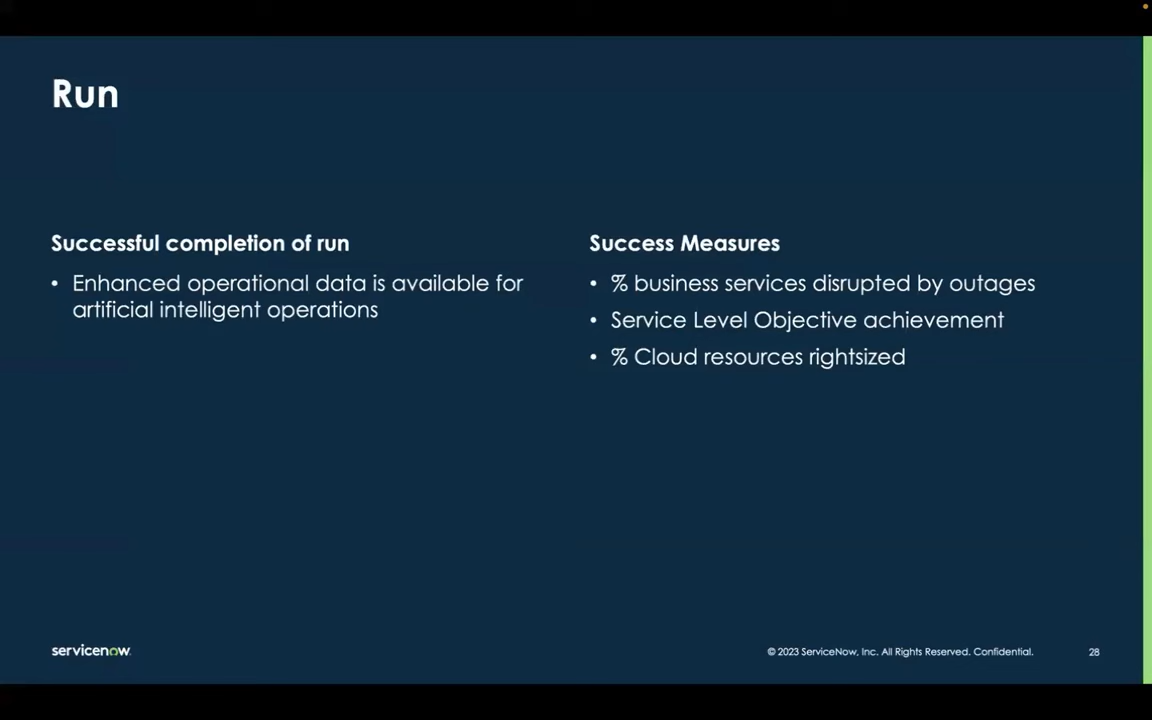 Run
Successful completion of run
• Enhanced operational data is available for
artificial intelligent operations
Success Measures
• % business services disrupted by outages
• Service Level Objective achievement
• % Cloud resources rightsized
servicenow.
© 2023 ServiceNow, Inc. All Rights Reserved. Confidential.
28